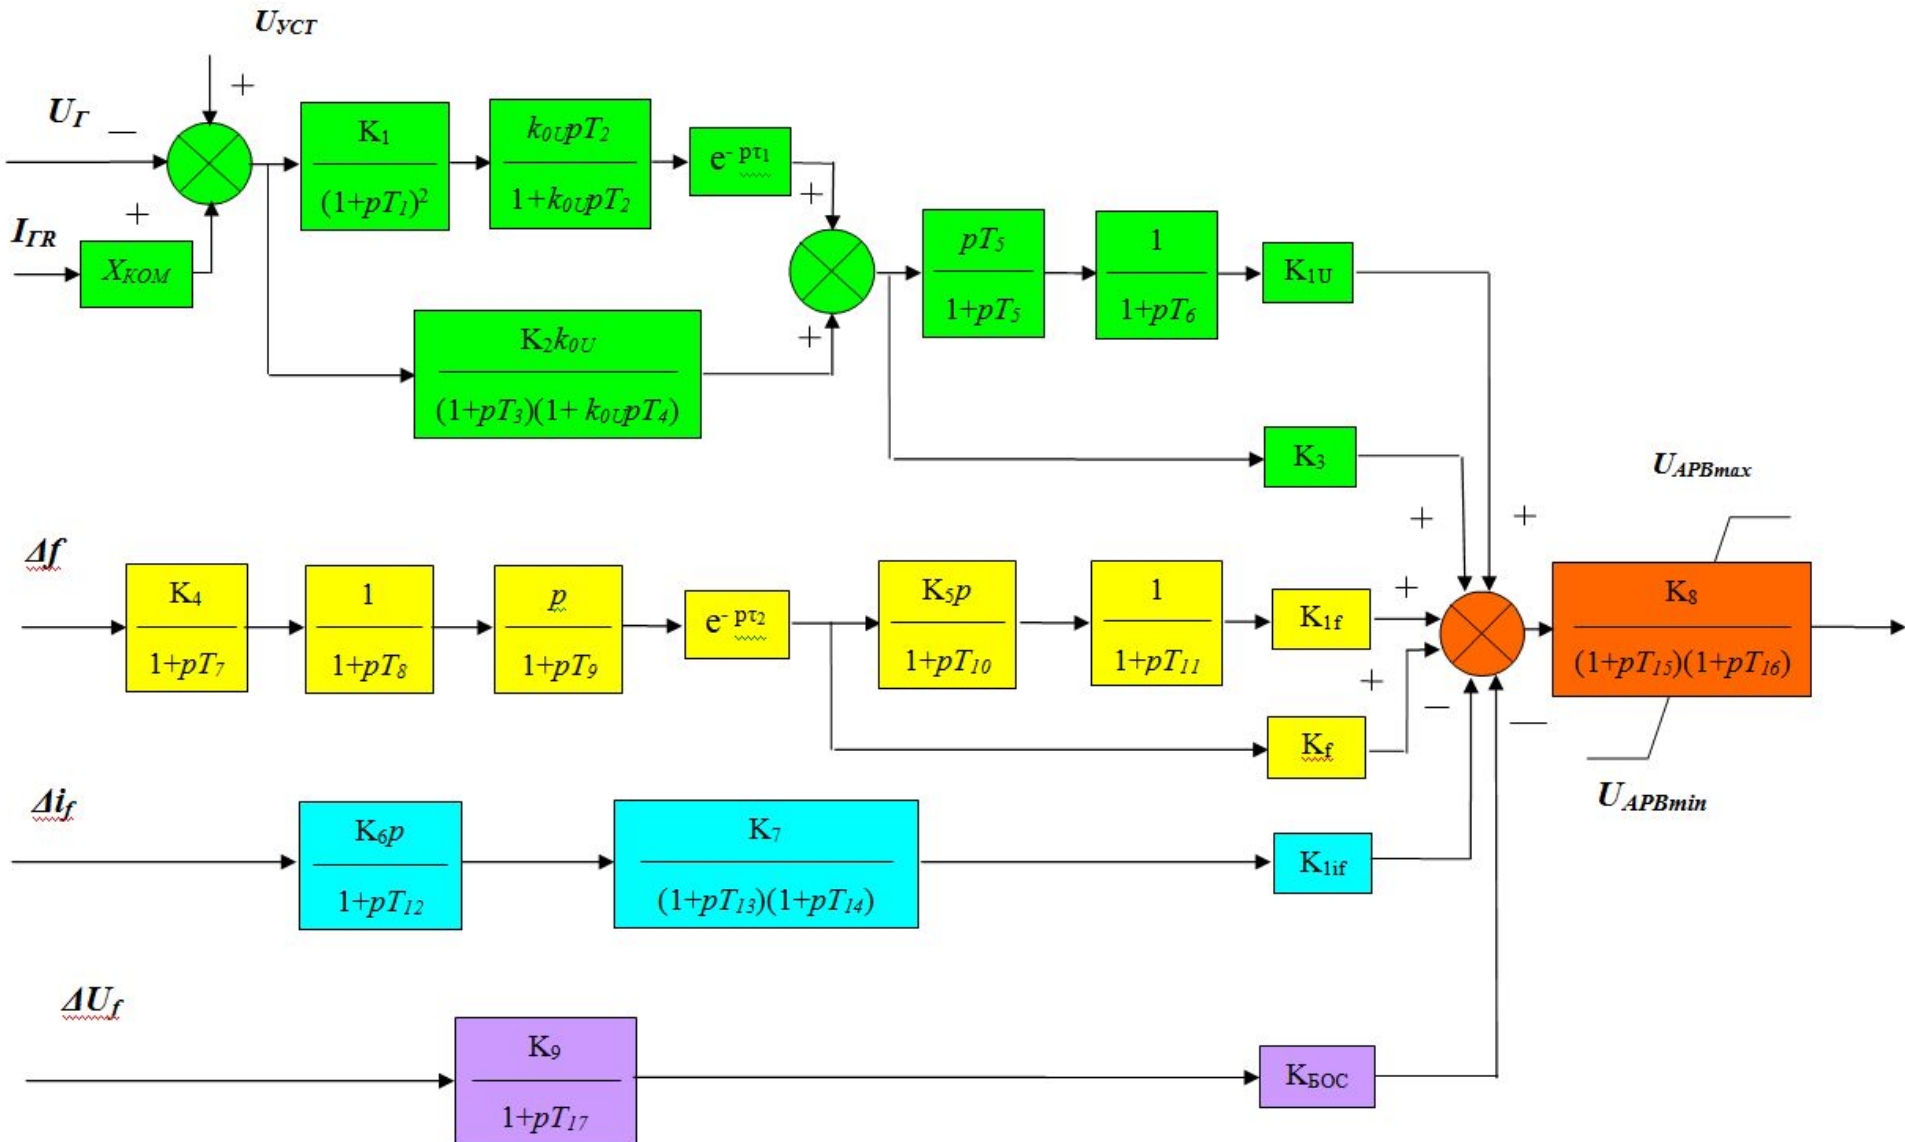 U_УСТ
+
U_Г
—
K₁
(1+pT₁)²
k₀UpT₂
1+k₀UpT₂
e^- pτ₁
+
+
I_ГR
X_КОМ
pT₅
1+pT₅
1
1+pT₆
K₁U
K₂k₀U
(1+pT₃)(1+ k₀UpT₄)
+
K₃
U_АРВmax
+
+
Δf
K₄
1+pT₇
1
1+pT₈
p
1+pT₉
e^- pτ₂
K₅p
1+pT₁₀
1
1+pT₁₁
K₁f
+
K₈
(1+pT₁₅)(1+pT₁₆)
+
—
—
K_f
U_АРВmin
Δi_f
K₆p
1+pT₁₂
K₇
(1+pT₁₃)(1+pT₁₄)
K₁if
ΔU_f
K₉
1+pT₁₇
K_БОС